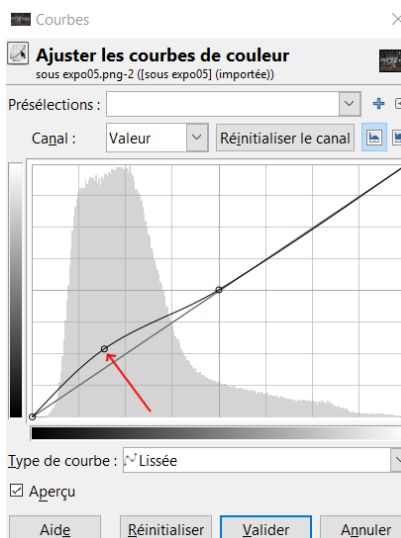 Courbes
Ajuster les courbes de couleur
sous expo05.png-2 ([sous expo05] (importée))
Présélections :
Canal : Valeur Réinitialiser le canal
Type de courbe : Lissée
Aperçu
Aide Réinitialiser Valider Annuler